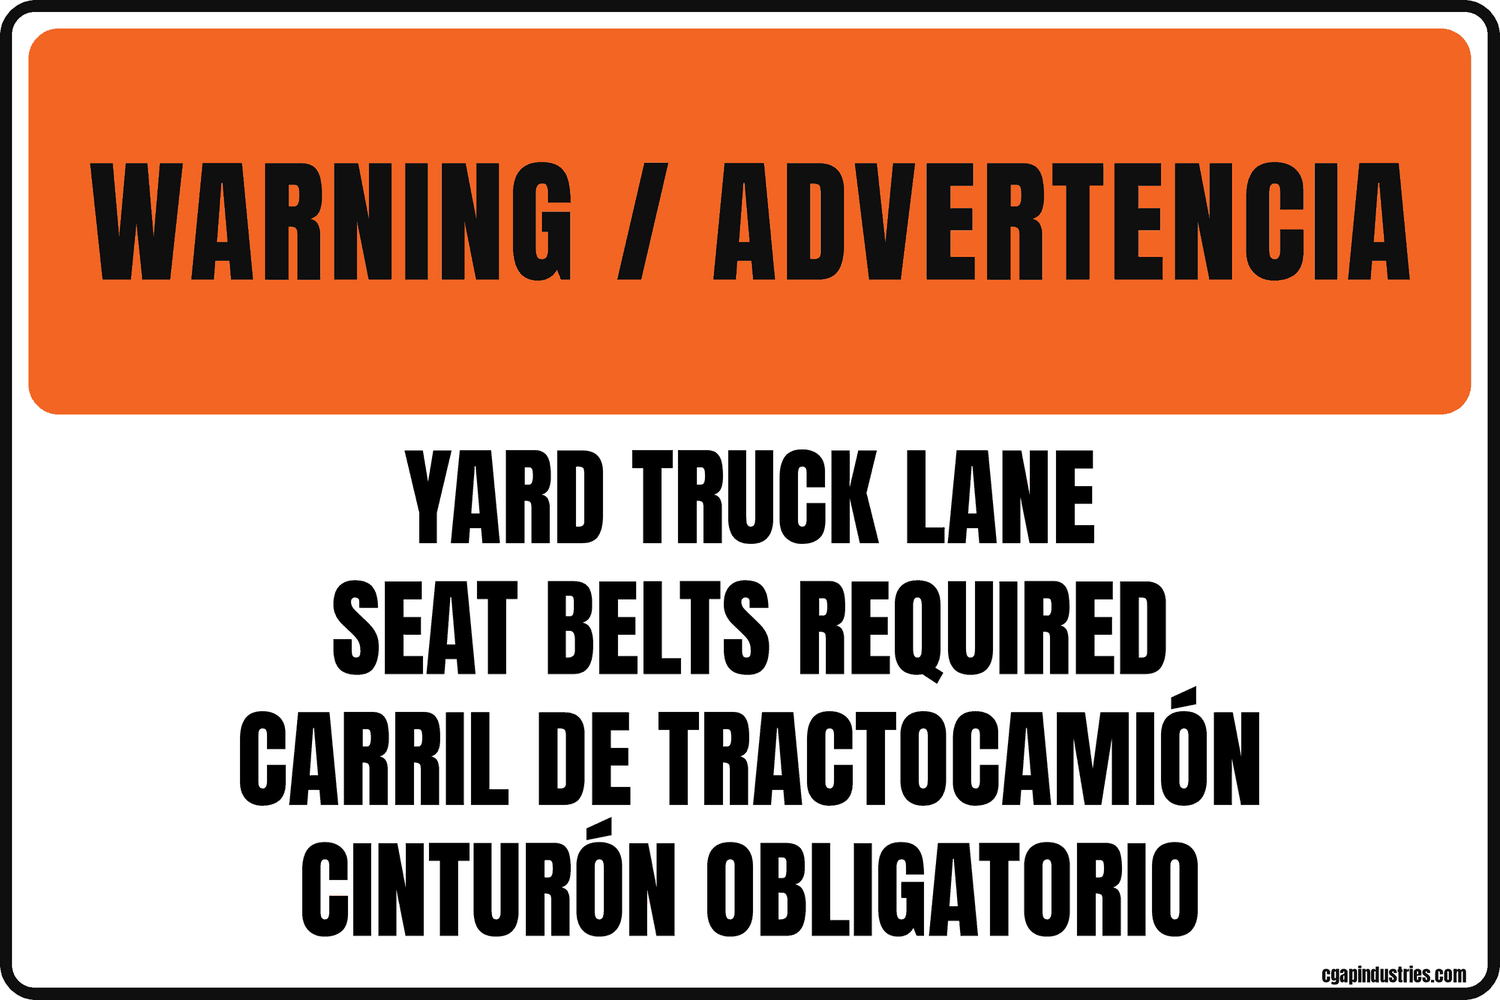 WARNING / ADVERTENCIA
YARD TRUCK LANE
SEAT BELTS REQUIRED
CARRIL DE TRACTOCAMIÓN
CINTURÓN OBLIGATORIO
cgapindustries.com